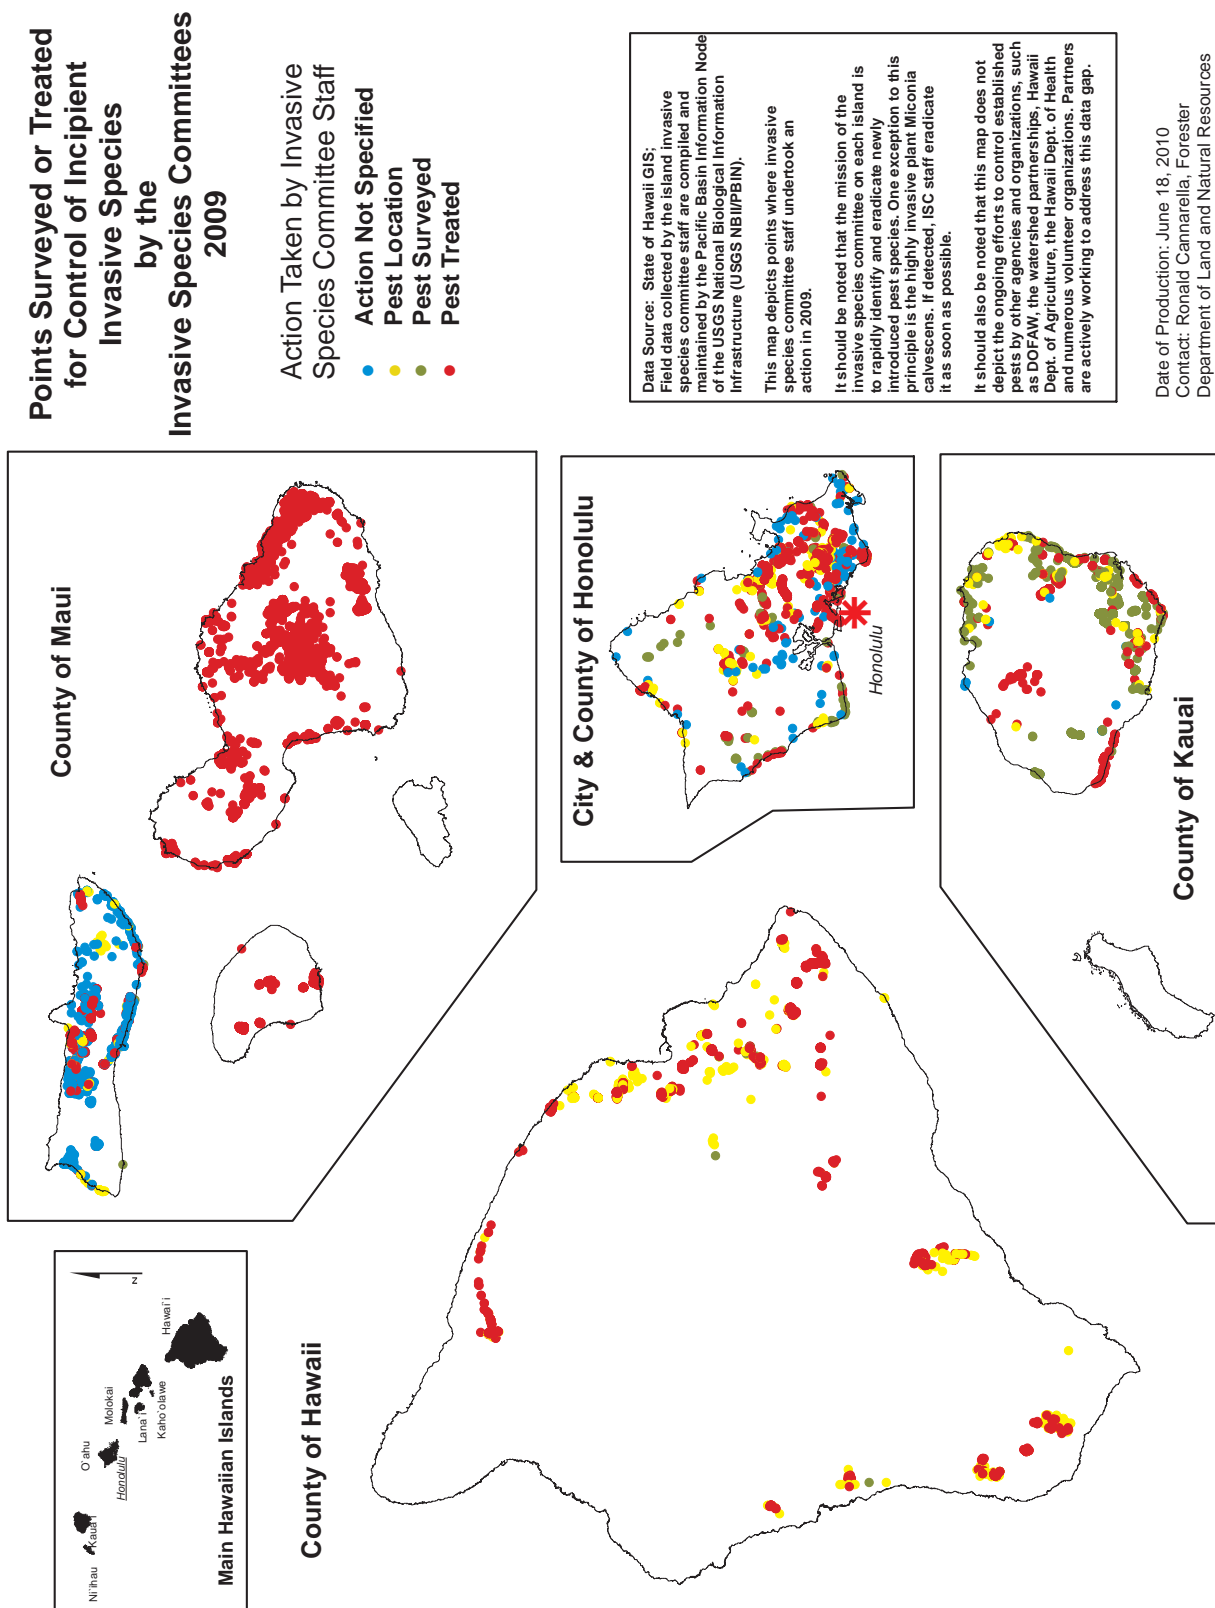 Points Surveyed or Treated
for Control of Incipient
Invasive Species
by the
Invasive Species Committees
2009
Action Taken by Invasive
Species Committee Staff
Action Not Specified
Pest Location
Pest Surveyed
Pest Treated
Data Source: State of Hawaii GIS;
Field data collected by the island invasive
species committee staff are compiled and
maintained by the Pacific Basin Information Node
of the USGS National Biological Information
Infrastructure (USGS NBII/PBIN).
This map depicts points where invasive
species committee staff undertook an
action in 2009.
It should be noted that the mission of the
invasive species committee on each island is
to rapidly identify and eradicate newly
introduced pest species. One exception to this
principle is the highly invasive plant Miconia
calvescens. If detected, ISC staff eradicate
it as soon as possible.
It should also be noted that this map does not
depict the ongoing efforts to control established
pests by other agencies and organizations, such
as DOFAW, the watershed partnerships, Hawaii
Dept. of Agriculture, the Hawaii Dept. of Health
and numerous volunteer organizations. Partners
are actively working to address this data gap.
Date of Production: June 18, 2010
Contact: Ronald Cannarella, Forester
Department of Land and Natural Resources
County of Maui
City & County of Honolulu
Honolulu
County of Kauai
County of Hawaii
Ni`ihau
Kaua`i
O`ahu
Honolulu
Molokai
Lana`i
Kaho`olawe
Hawai`i
z
Main Hawaiian Islands